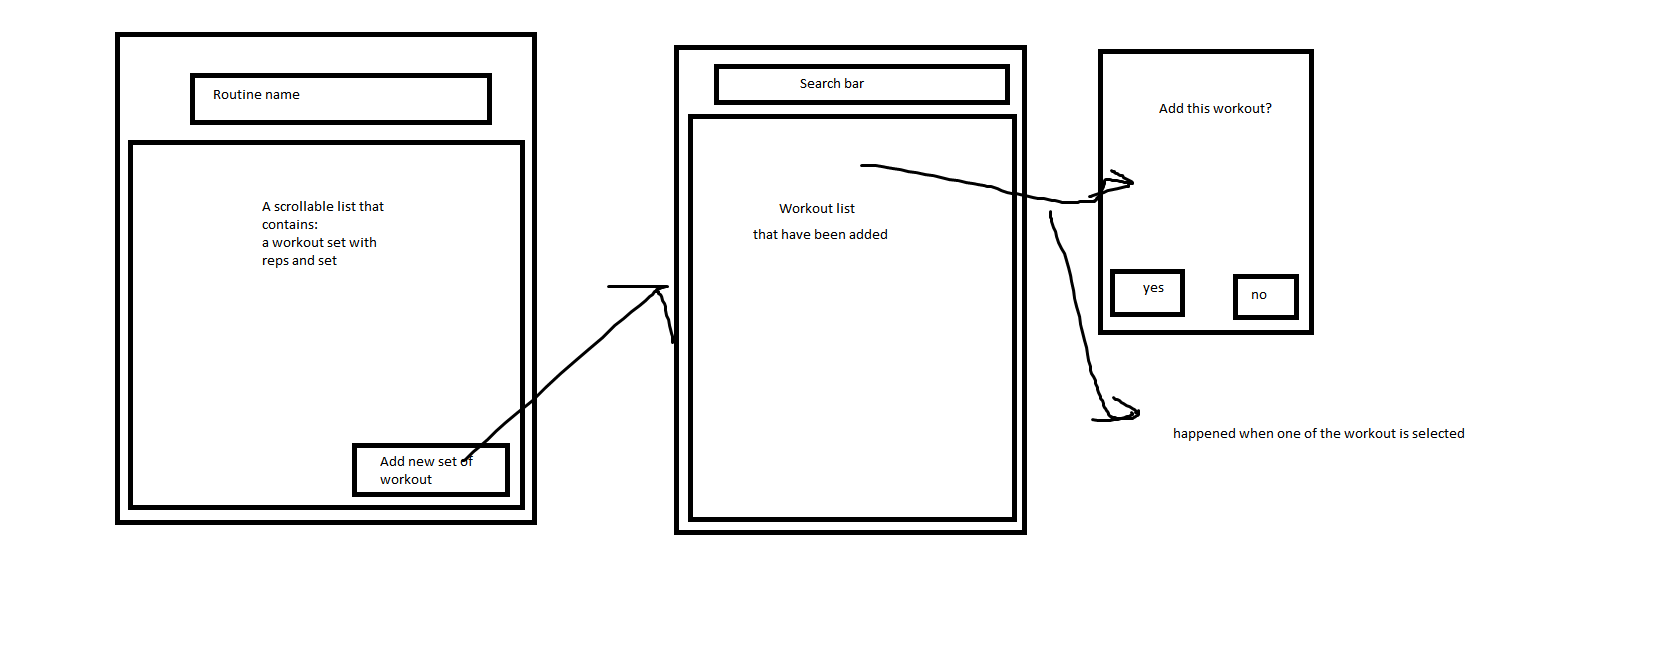 Routine name
A scrollable list that
contains:
a workout set with
reps and set
Add new set of
workout
Search bar
Workout list
that have been added
Add this workout?
yes
no
happened when one of the workout is selected